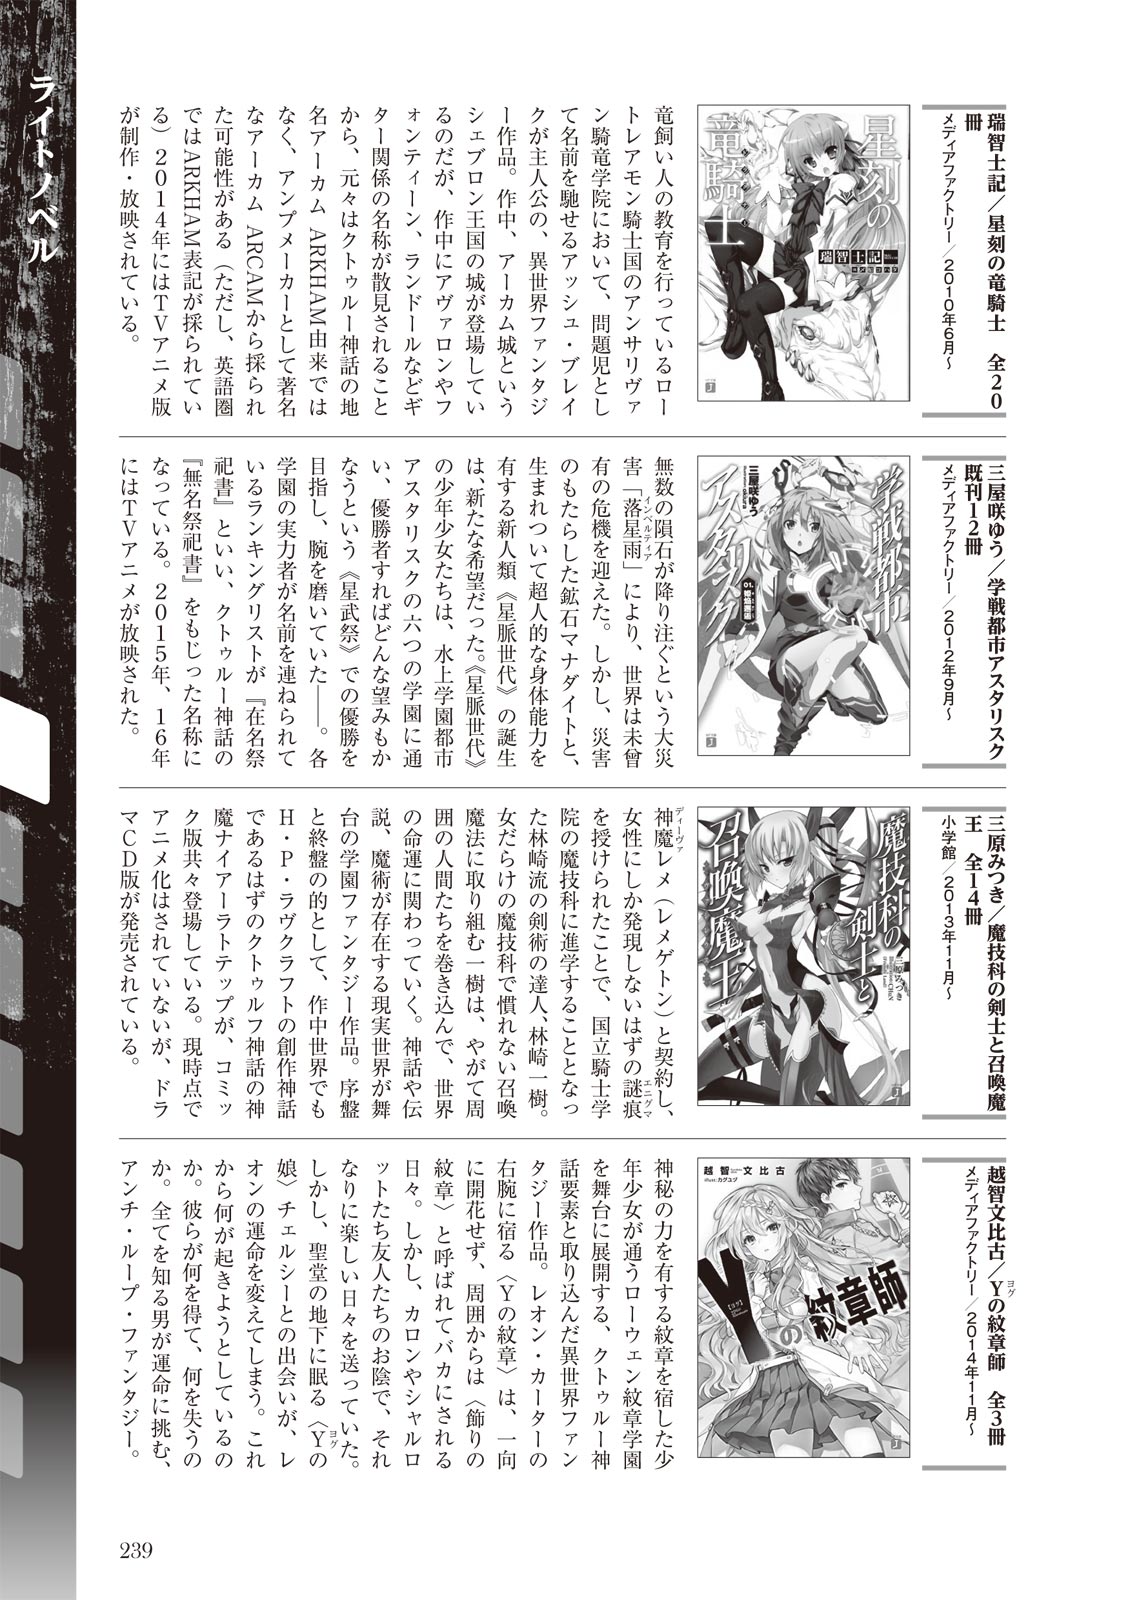 ライトノベル
瑞智士記／星刻の竜騎士　全20
冊
メディアファクトリー／2010年6月～
星刻の
竜騎士
瑞智士記
竜飼い人の教育を行っているロー
トレアモン騎士国のアンサリヴァ
ン騎竜学院において、問題児とし
て名前を馳せるアッシュ・ブレイ
クが主人公の、異世界ファンタジ
ー作品。作中、アーカム城という
シェブロン王国の城が登場してい
るのだが、作中にアヴァロンやフ
ォンティーン、ランドールなどギ
ター関係の名称が散見されること
から、元々はクトゥルー神話の地
名アーカム ARKHAM由来では
なく、アンプメーカーとして著名
なアーカム ARCAMから採られ
た可能性がある（ただし、英語圏
ではARKHAM表記が採られてい
る）2014年にはTVアニメ版
が制作・放映されている。
三屋咲ゆう／学戦都市アスタリスク
既刊12冊
メディアファクトリー／2012年9月～
学戦都市
アスタリスク
三屋咲ゆう
01.
無数の隕石が降り注ぐという大災
害「落星雨」により、世界は未曾
インベルティア
有の危機を迎えた。しかし、災害
のもたらした鉱石マナダイトと、
生まれついて超人的な身体能力を
有する新人類《星脈世代》の誕生
は、新たな希望だった。《星脈世代》
の少年少女たちは、水上学園都市
アスタリスクの六つの学園に通
い、優勝者すればどんな望みもか
なうという《星武祭》での優勝を
目指し、腕を磨いていた――。各
学園の実力者が名前を連ねられて
いるランキングリストが『在名祭
祀書』といい、クトゥルー神話の
『無名祭祀書』をもじった名称に
なっている。2015年、16年
にはTVアニメが放映された。
三原みつき／魔技科の剣士と召喚魔
王　全14冊
小学館／2013年11月～
魔技科の
剣士と
召喚魔王
三原みつき
神魔レメ（レメゲトン）と契約し、
ディーヴァ
女性にしか発現しないはずの謎痕
エニグマ
を授けられたことで、国立騎士学
院の魔技科に進学することとなっ
た林崎流の剣術の達人、林崎一樹。
女だらけの魔技科で慣れない召喚
魔法に取り組む一樹は、やがて周
囲の人間たちを巻き込んで、世界
の命運に関わっていく。神話や伝
説、魔術が存在する現実世界が舞
台の学園ファンタジー作品。序盤
と終盤の的として、作中世界でも
H・P・ラヴクラフトの創作神話
であるはずのクトゥルフ神話の神
魔ナイアーラトテップが、コミッ
ク版共々登場している。現時点で
アニメ化はされていないが、ドラ
マCD版が発売されている。
越智文比古／Yの紋章師　全3冊
ヨグ
メディアファクトリー／2014年11月～
越智文比古
illust:カグユヅ
Yの紋章師
【ヨグ】
神秘の力を有する紋章を宿した少
年少女が通うローウェン紋章学園
を舞台に展開する、クトゥルー神
話要素と取り込んだ異世界ファン
タジー作品。レオン・カーターの
右腕に宿る〈Yの紋章〉は、一向
に開花せず、周囲からは〈飾りの
紋章〉と呼ばれてバカにされる
日々。しかし、カロンやシャルロ
ットたち友人たちのお陰で、それ
なりに楽しい日々を送っていた。
しかし、聖堂の地下に眠る〈Yの
ヨグ
娘〉チェルシーとの出会いが、レ
オンの運命を変えてしまう。これ
から何が起きようとしているの
か。彼らが何を得て、何を失うの
か。全てを知る男が運命に挑む、
アンチ・ループ・ファンタジー。
239